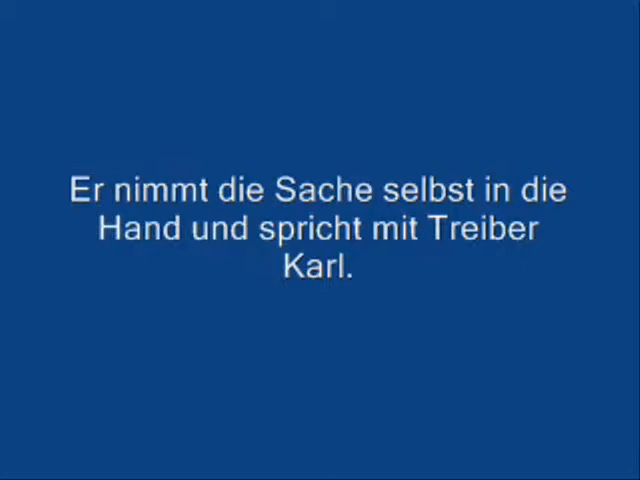 Er nimmt die Sache selbst in die
Hand und spricht mit Treiber
Karl.